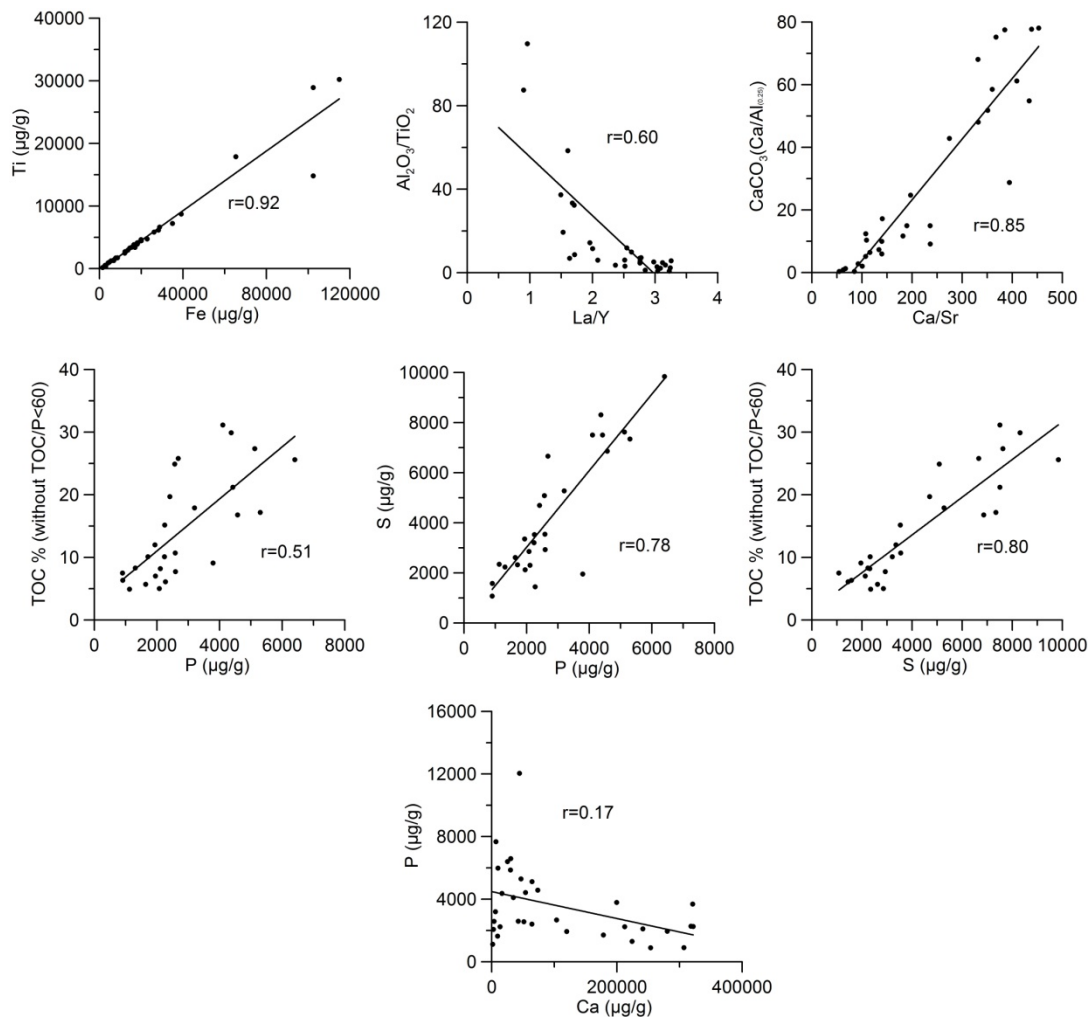 40000
30000
20000
10000
0
Ti (µg/g)
r=0.92
0 40000 80000 120000
Fe (µg/g)
120
80
40
0
Al₂O₃/TiO₂
r=0.60
0 1 2 3 4
La/Y
80
60
40
20
0
CaCO₃(Ca/Al₍₀.₂₅₎)
r=0.85
0 100 200 300 400 500
Ca/Sr
40
30
20
10
0
TOC % (without TOC/P<60)
r=0.51
0 2000 4000 6000 8000
P (µg/g)
10000
8000
6000
4000
2000
0
S (µg/g)
r=0.78
0 2000 4000 6000 8000
P (µg/g)
40
30
20
10
0
TOC % (without TOC/P<60)
r=0.80
0 2000 4000 6000 8000 10000
S (µg/g)
16000
12000
8000
4000
0
P (µg/g)
r=0.17
0 200000 400000
Ca (µg/g)